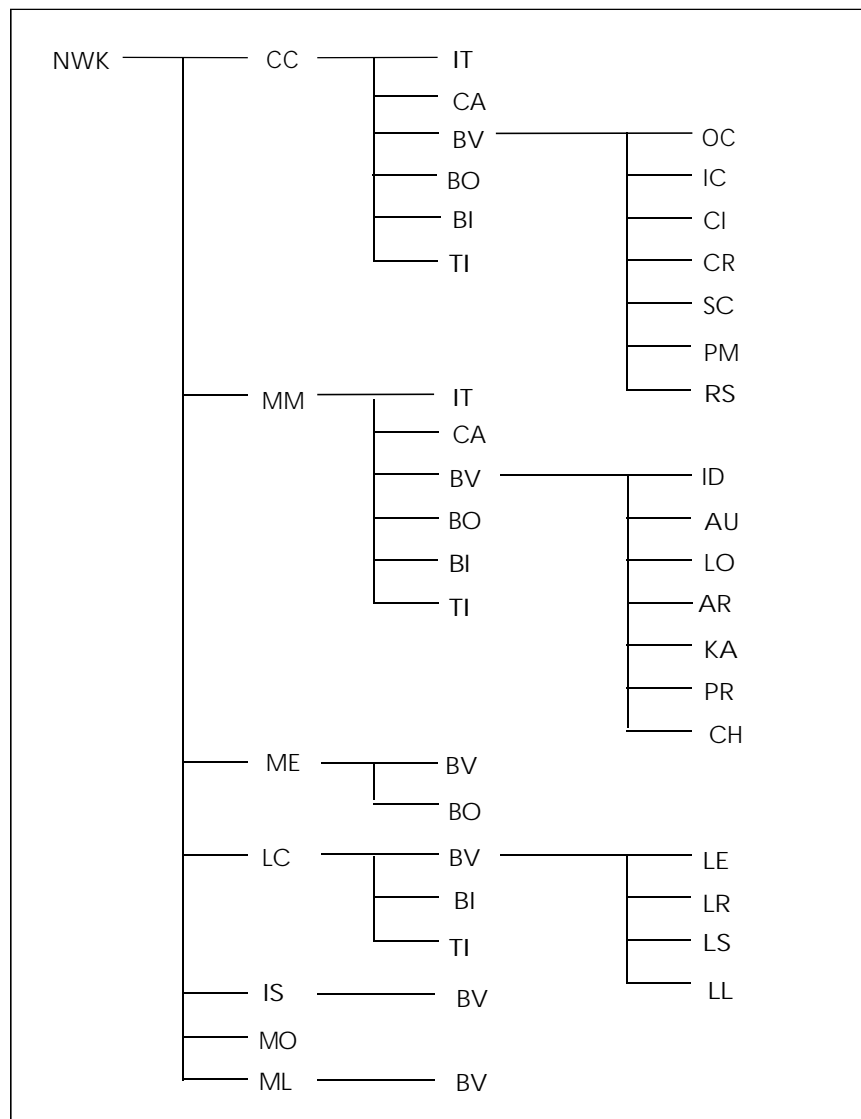 NWK CC IT
CA
BV OC
BO IC
BI CI
TI CR
SC
PM
MM IT RS
CA
BV ID
BO AU
BI LO
TI AR
KA
PR
CH
ME BV
BO
LC BV LE
BI LR
TI LS
IS BV LL
MO
ML BV